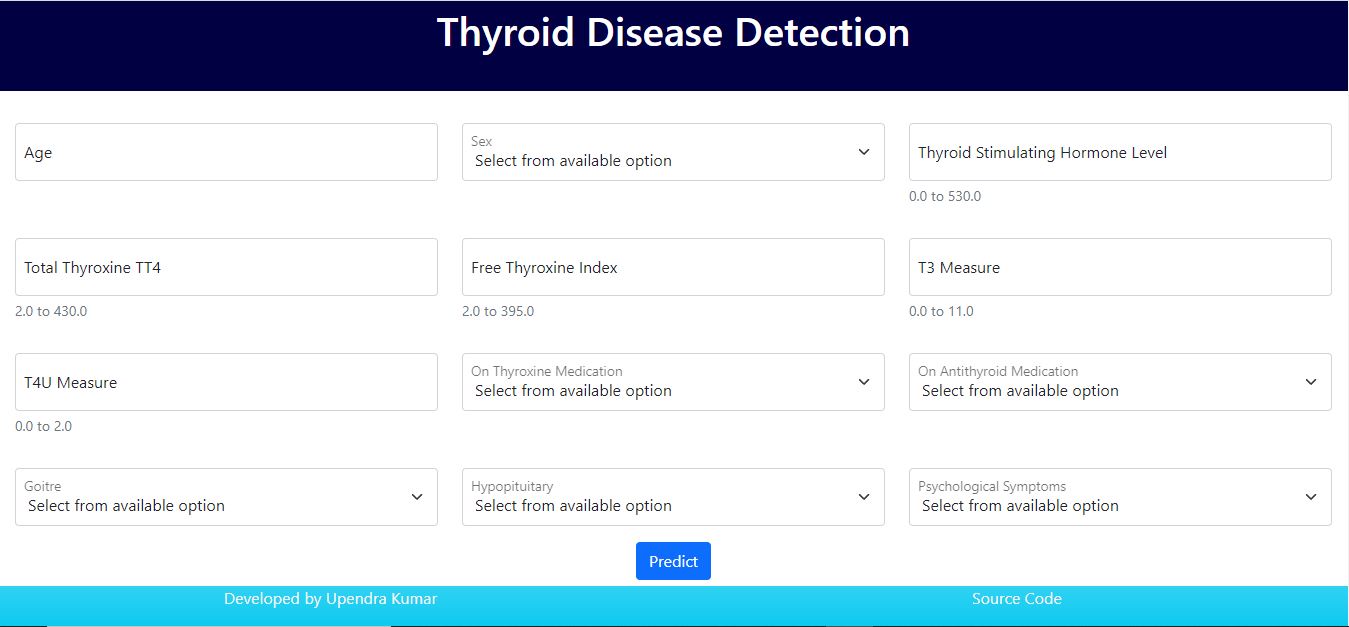 Thyroid Disease Detection
Age
Sex
Select from available option
Thyroid Stimulating Hormone Level
0.0 to 530.0
Total Thyroxine TT4
2.0 to 430.0
Free Thyroxine Index
2.0 to 395.0
T3 Measure
0.0 to 11.0
T4U Measure
0.0 to 2.0
On Thyroxine Medication
Select from available option
On Antithyroid Medication
Select from available option
Goitre
Select from available option
Hypopituitary
Select from available option
Psychological Symptoms
Select from available option
Predict
Developed by Upendra Kumar
Source Code